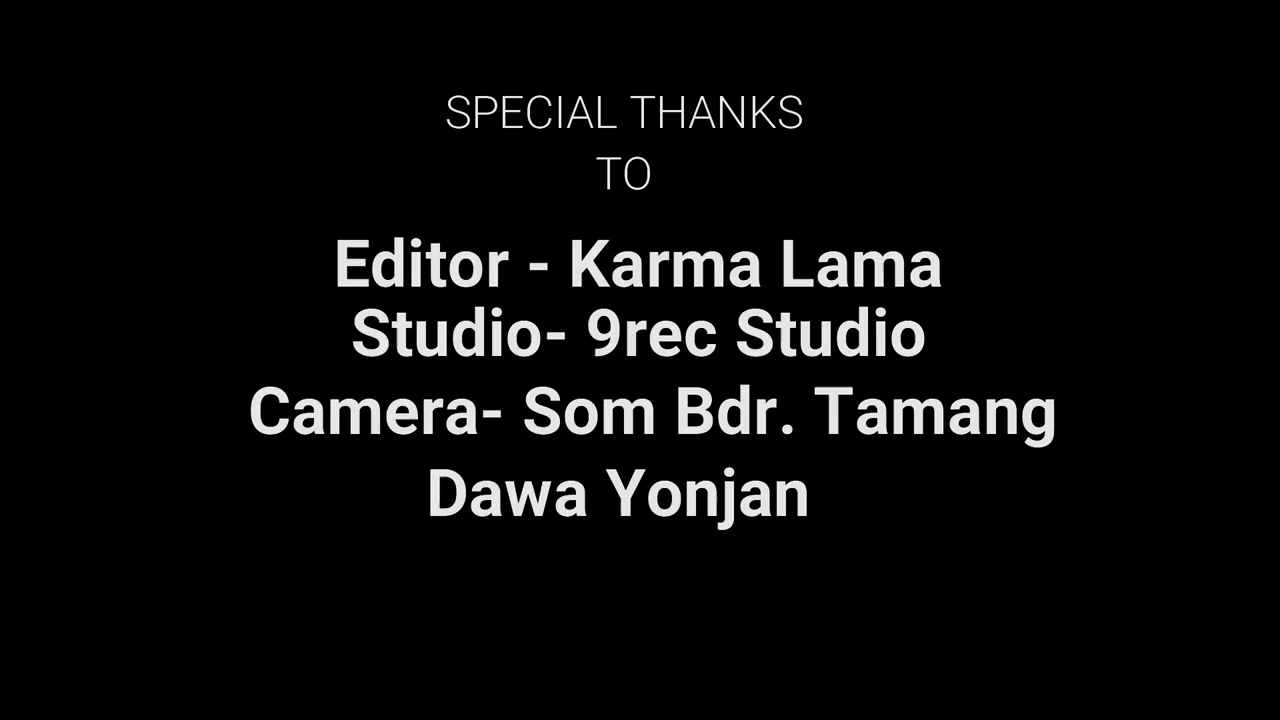 SPECIAL THANKS
TO
Editor - Karma Lama
Studio- 9rec Studio
Camera- Som Bdr. Tamang
Dawa Yonjan